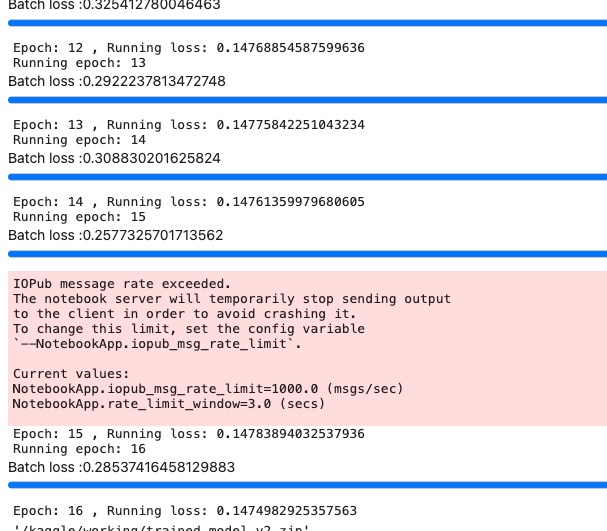 Batch loss :0.325412780046463
Epoch: 12 , Running loss: 0.14768854587599636
Running epoch: 13
Batch loss :0.2922237813472748
Epoch: 13 , Running loss: 0.14775842251043234
Running epoch: 14
Batch loss :0.308830201625824
Epoch: 14 , Running loss: 0.14761359979680605
Running epoch: 15
Batch loss :0.2577325701713562
IOPub message rate exceeded.
The notebook server will temporarily stop sending output
to the client in order to avoid crashing it.
To change this limit, set the config variable
`--NotebookApp.iopub_msg_rate_limit`.
Current values:
NotebookApp.iopub_msg_rate_limit=1000.0 (msgs/sec)
NotebookApp.rate_limit_window=3.0 (secs)
Epoch: 15 , Running loss: 0.14783894032537936
Running epoch: 16
Batch loss :0.28537416458129883
Epoch: 16 , Running loss: 0.1474982925357563
'/kaggle/working/trained_model_v2.zip'